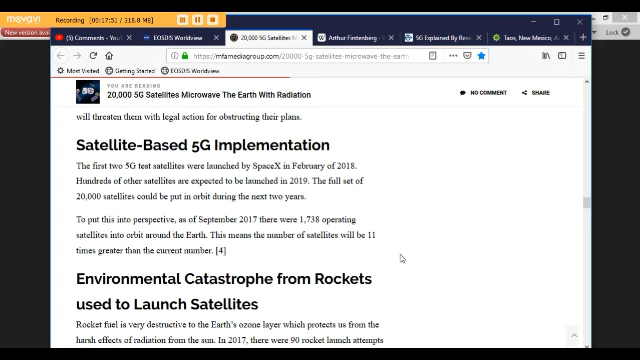 movavi
Recording
00:17:51 / 318.8 MB
New version avai
Lock
(5) Comments - You
EOSDIS Worldview
20,000 5G Satellites M
Arthur Firstenberg - W
5G Explained By Rese
Taos, New Mexico, A
https://mfamediagroup.com/20000-5g-satellites-microwave-the-earth
Most Visited
Getting Started
EOSDIS Worldview
YOU ARE READING
20,000 5G Satellites Microwave The Earth With Radiation
NO COMMENT
SHARE
will threaten them with legal action for obstructing their plans.
Satellite-Based 5G Implementation
The first two 5G test satellites were launched by SpaceX in February of 2018.
Hundreds of other satellites are expected to be launched in 2019. The full set of
20,000 satellites could be put in orbit during the next two years.
To put this into perspective, as of September 2017 there were 1,738 operating
satellites into orbit around the Earth. This means the number of satellites will be 11
times greater than the current number. [4]
Environmental Catastrophe from Rockets
used to Launch Satellites
Rocket fuel is very destructive to the Earth's ozone layer which protects us from the
harsh effects of radiation from the sun. In 2017, there were 90 rocket launch attempts